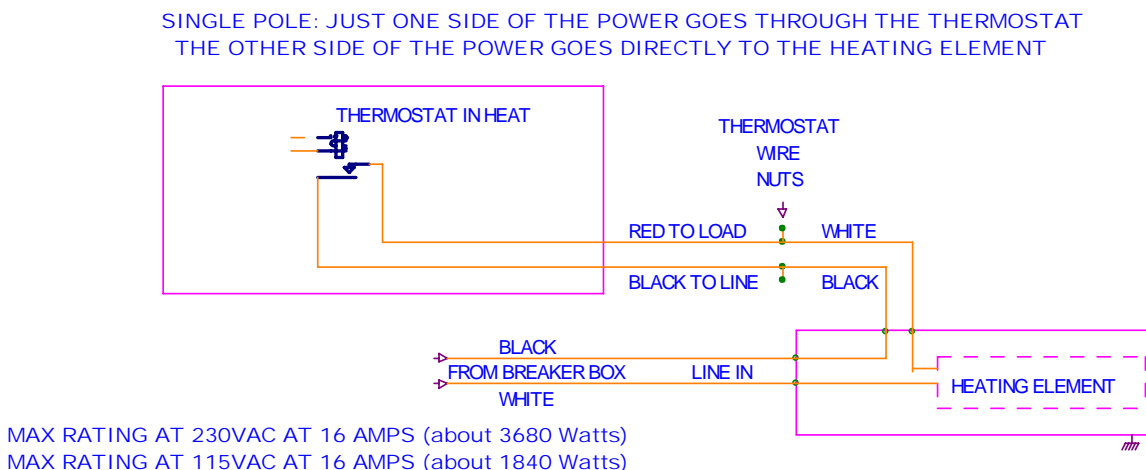 SINGLE POLE: JUST ONE SIDE OF THE POWER GOES THROUGH THE THERMOSTAT
THE OTHER SIDE OF THE POWER GOES DIRECTLY TO THE HEATING ELEMENT
THERMOSTAT IN HEAT
THERMOSTAT
WIRE
NUTS
RED TO LOAD
WHITE
BLACK TO LINE
BLACK
BLACK
FROM BREAKER BOX
LINE IN
WHITE
HEATING ELEMENT
MAX RATING AT 230VAC AT 16 AMPS (about 3680 Watts)
MAX RATING AT 115VAC AT 16 AMPS (about 1840 Watts)